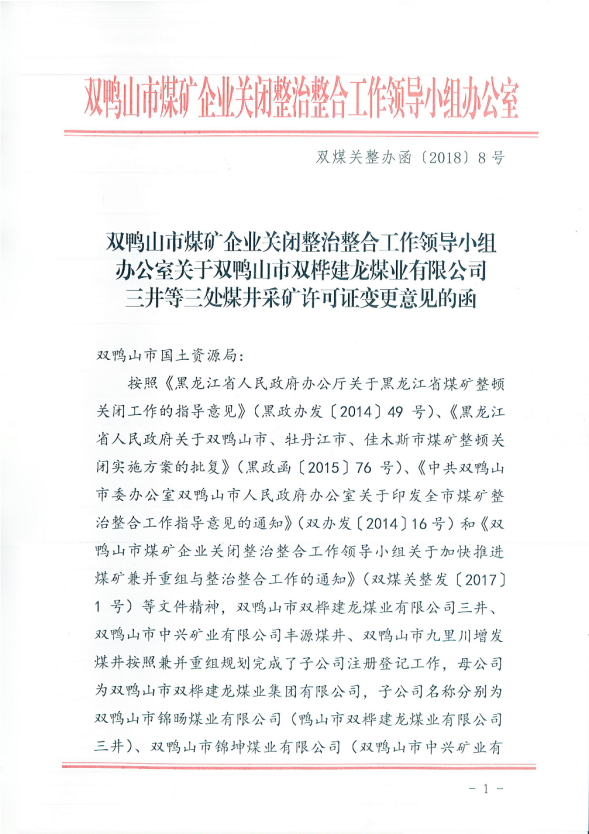 双鸭山市煤矿企业关闭整治整合工作领导小组办公室
双煤关整办函〔2018〕8号
双鸭山市煤矿企业关闭整治整合工作领导小组
办公室关于双鸭山市双桦建龙煤业有限公司
三井等三处煤井采矿许可证变更意见的函
双鸭山市国土资源局：
按照《黑龙江省人民政府办公厅关于黑龙江省煤矿整顿
关闭工作的指导意见》（黑政办发〔2014〕49 号）、《黑龙江
省人民政府关于双鸭山市、牡丹江市、佳木斯市煤矿整顿关
闭实施方案的批复》（黑政函〔2015〕76 号）、《中共双鸭山
市委办公室双鸭山市人民政府办公室关于印发全市煤矿整
治整合工作指导意见的通知》（双办发〔2014〕16号）和《双
鸭山市煤矿企业关闭整治整合工作领导小组关于加快推进
煤矿兼并重组与整治整合工作的通知》（双煤关整发〔2017〕
1 号）等文件精神，双鸭山市双桦建龙煤业有限公司三井、
双鸭山市中兴矿业有限公司丰源煤井、双鸭山市九里川增发
煤井按照兼并重组规划完成了子公司注册登记工作，母公司
为双鸭山市双桦建龙煤业集团有限公司，子公司名称分别为
双鸭山市锦旸煤业有限公司（鸭山市双桦建龙煤业有限公司
三井）、双鸭山市锦坤煤业有限公司（双鸭山市中兴矿业有
- 1 -